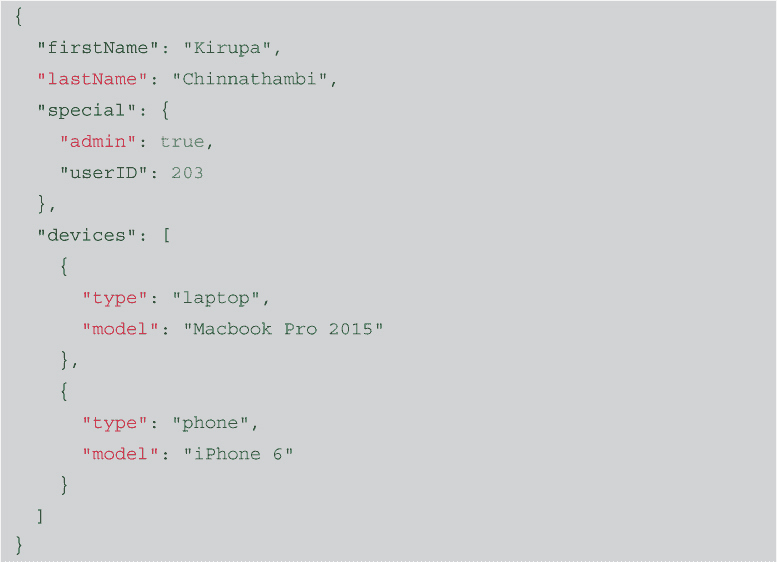 {
  "firstName": "Kirupa",
  "lastName": "Chinnathambi",
  "special": {
    "admin": true,
    "userID": 203
  },
  "devices": [
    {
      "type": "laptop",
      "model": "Macbook Pro 2015"
    },
    {
      "type": "phone",
      "model": "iPhone 6"
    }
  ]
}